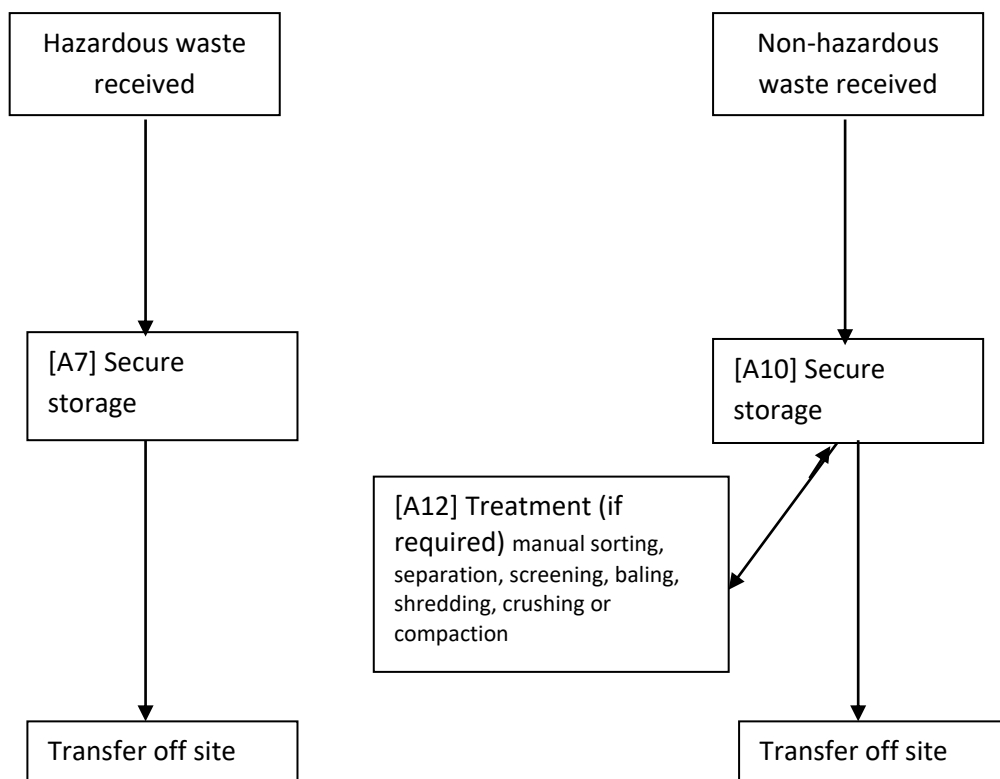 Hazardous waste
received
Non-hazardous
waste received
[A7] Secure
storage
[A10] Secure
storage
[A12] Treatment (if
required) manual sorting,
separation, screening, baling,
shredding, crushing or
compaction
Transfer off site
Transfer off site